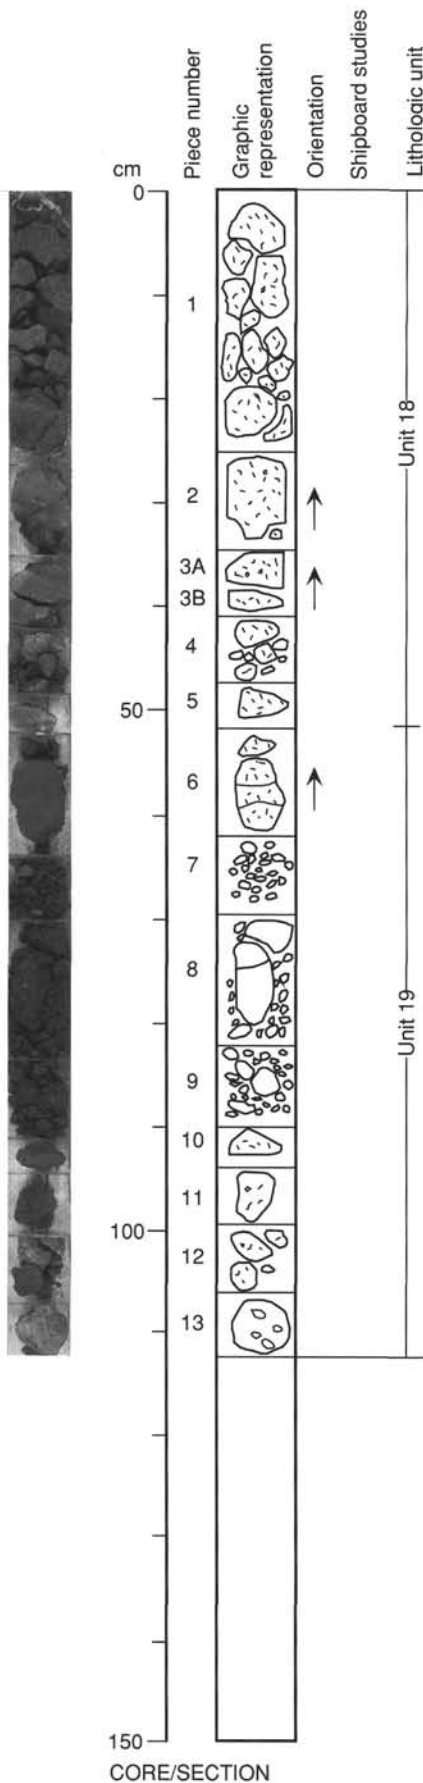 cm
Piece number
Graphic
representation
Orientation
Shipboard studies
Lithologic unit
0
1
2
3A
3B
4
Unit 18
50
5
6
7
8
9
Unit 19
10
11
100
12
13
150
CORE/SECTION